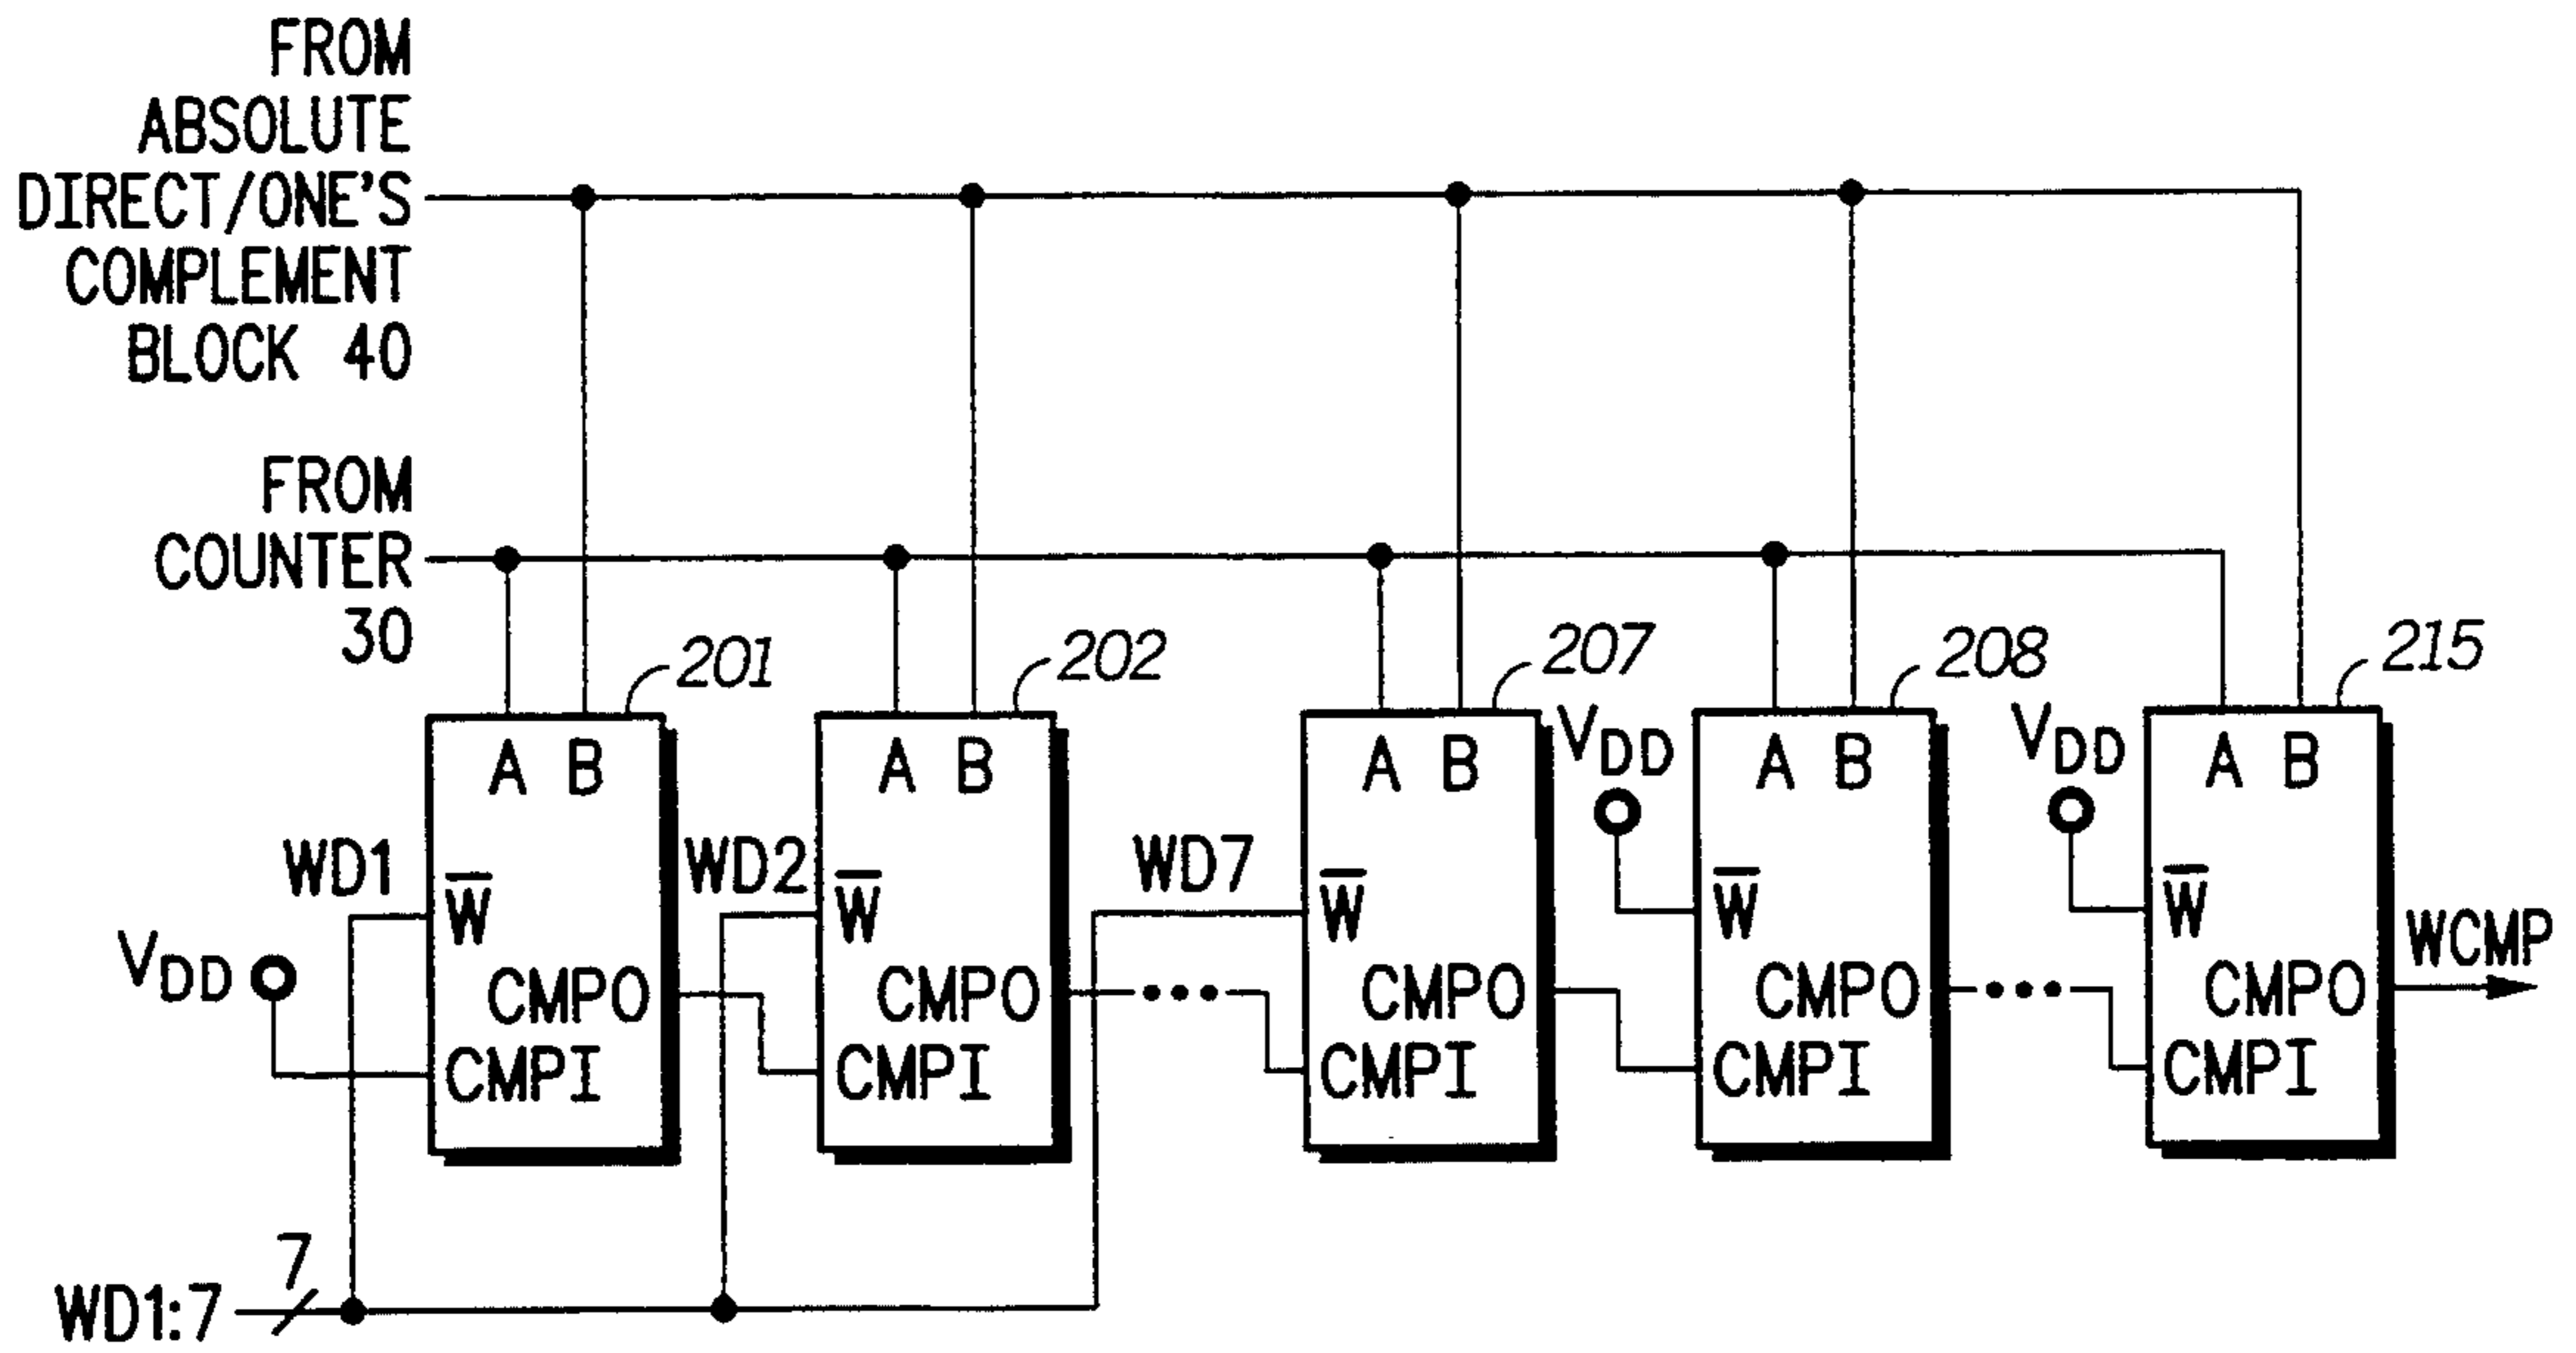 FROM
ABSOLUTE
DIRECT/ONE'S
COMPLEMENT
BLOCK 40
FROM
COUNTER
30
201
202
207
208
215
A B
A B
A B
A B
A B
VDD
VDD
WD1
WD2
WD7
W̅
W̅
W̅
W̅
W̅
VDD
CMPO
CMPO
CMPO
CMPO
CMPO
WCMP
CMPI
CMPI
CMPI
CMPI
CMPI
7
WD1:7